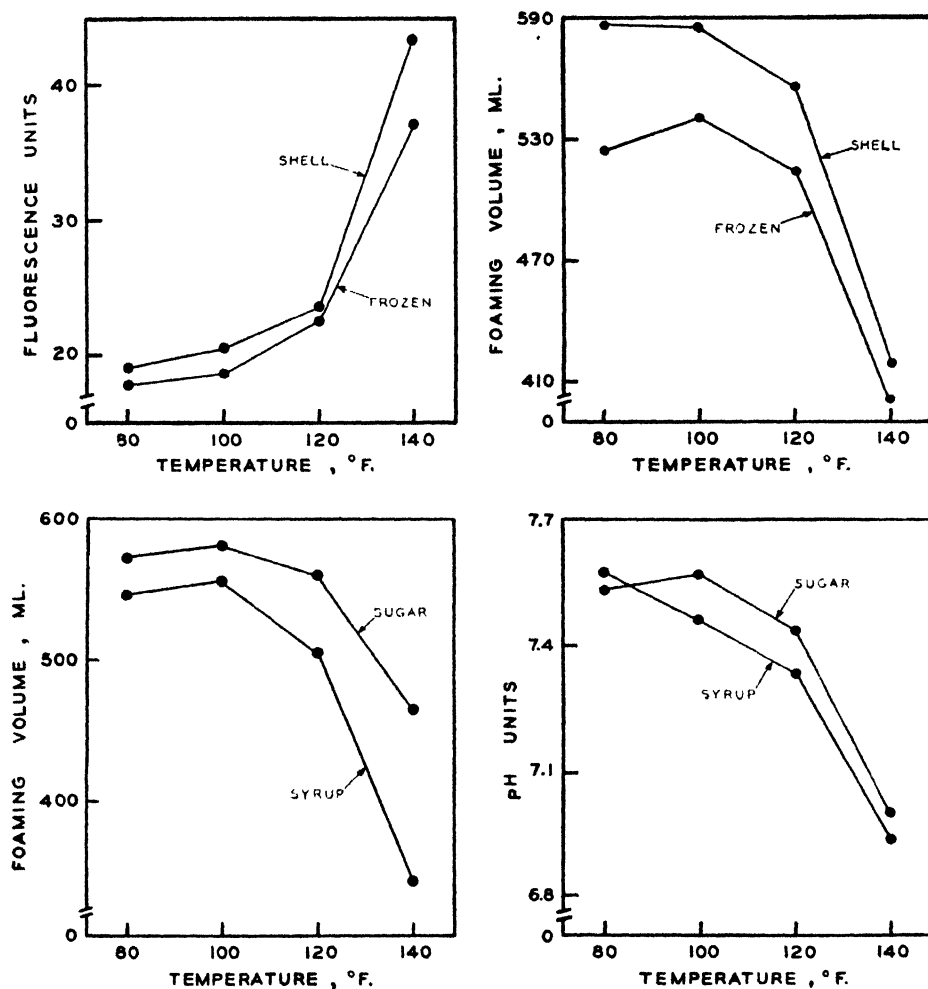 FLUORESCENCE UNITS
40
30
20
0
SHELL
FROZEN
80 100 120 140
TEMPERATURE , °F.
FOAMING VOLUME , ML.
590
530
470
410
0
SHELL
FROZEN
80 100 120 140
TEMPERATURE , °F.
FOAMING VOLUME , ML.
600
500
400
0
SUGAR
SYRUP
80 100 120 140
TEMPERATURE , °F.
pH UNITS
7.7
7.4
7.1
6.8
0
SUGAR
SYRUP
80 100 120 140
TEMPERATURE , °F.